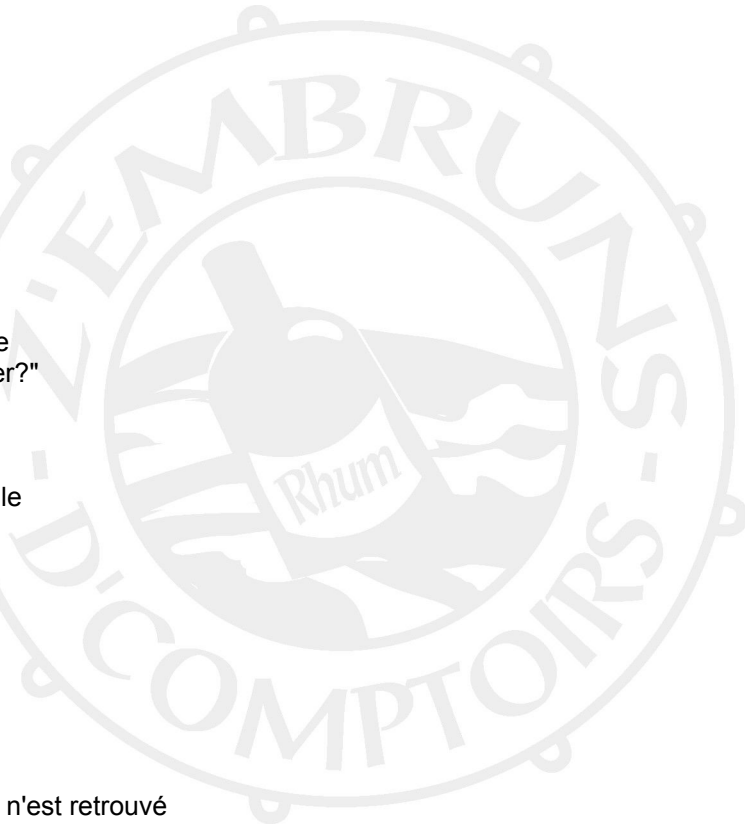 Z'EMBRUNS
e
er?"
le
Rhum
- D'COMPTOIRS -
n'est retrouvé